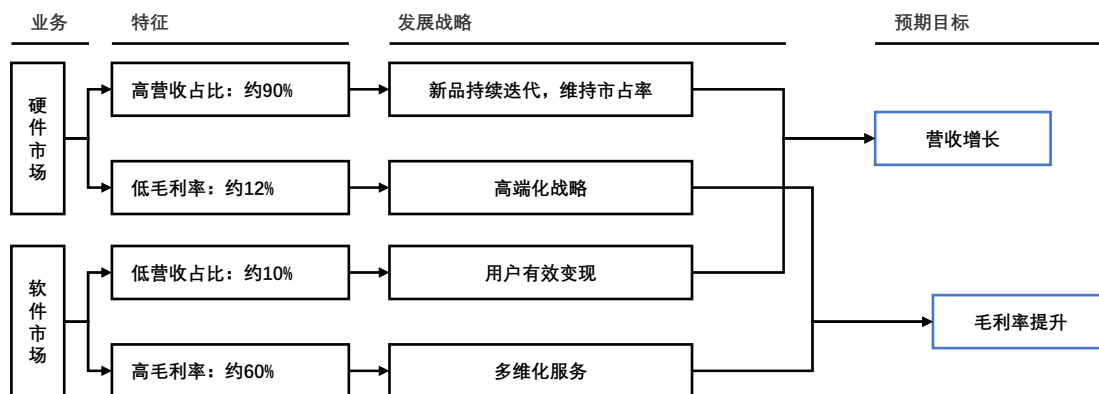 业务 特征 发展战略 预期目标
硬件市场
高营收占比：约90%
新品持续迭代，维持市占率
营收增长
低毛利率：约12%
高端化战略
软件市场
低营收占比：约10%
用户有效变现
毛利率提升
高毛利率：约60%
多维化服务